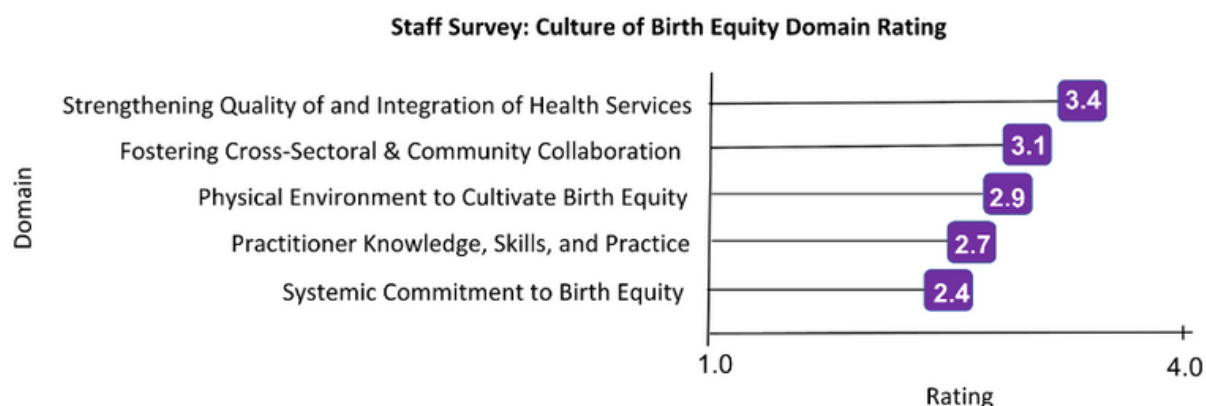 Staff Survey: Culture of Birth Equity Domain Rating
Strengthening Quality of and Integration of Health Services 3.4
Fostering Cross-Sectoral & Community Collaboration 3.1
Physical Environment to Cultivate Birth Equity 2.9
Practitioner Knowledge, Skills, and Practice 2.7
Systemic Commitment to Birth Equity 2.4
Domain
1.0 4.0
Rating